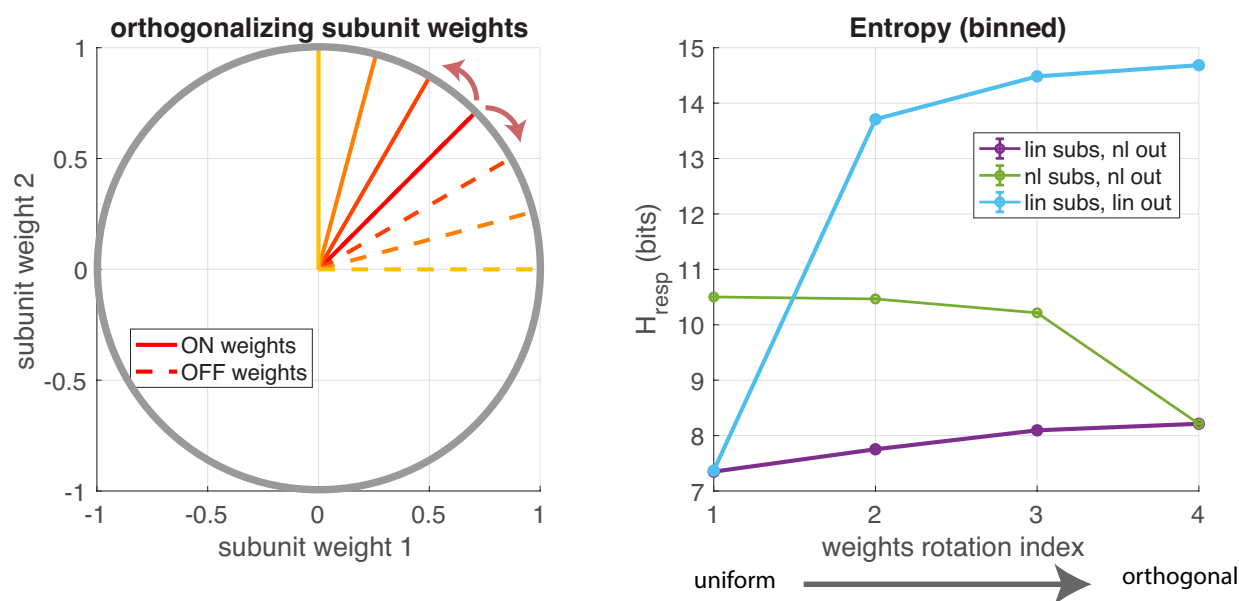 orthogonalizing subunit weights
1
0.5
0
-0.5
-1
subunit weight 2
ON weights
OFF weights
-1
-0.5
0
0.5
1
subunit weight 1
Entropy (binned)
15
14
13
12
11
10
9
8
7
H_resp (bits)
lin subs, nl out
nl subs, nl out
lin subs, lin out
1
2
3
4
weights rotation index
uniform
orthogonal